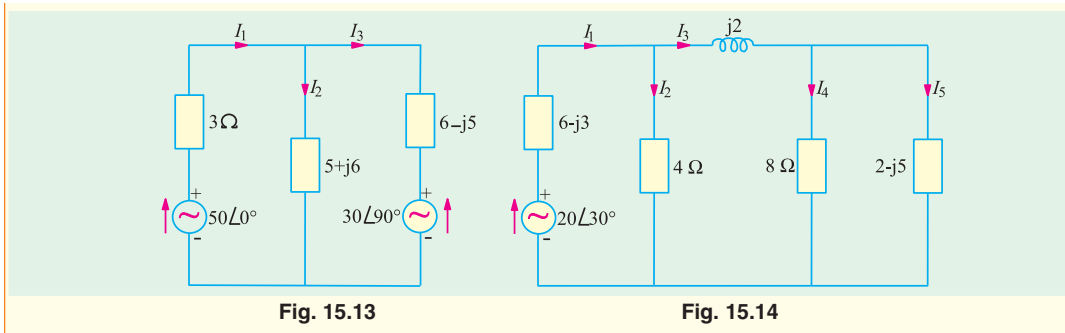 I1 I3
I2
3Ω
5+j6
6–j5
+
50∠0°
-
+
30∠90°
-
Fig. 15.13
I1 I3 j2
I2 I4 I5
6-j3
4 Ω
8 Ω
2-j5
+
20∠30°
-
Fig. 15.14